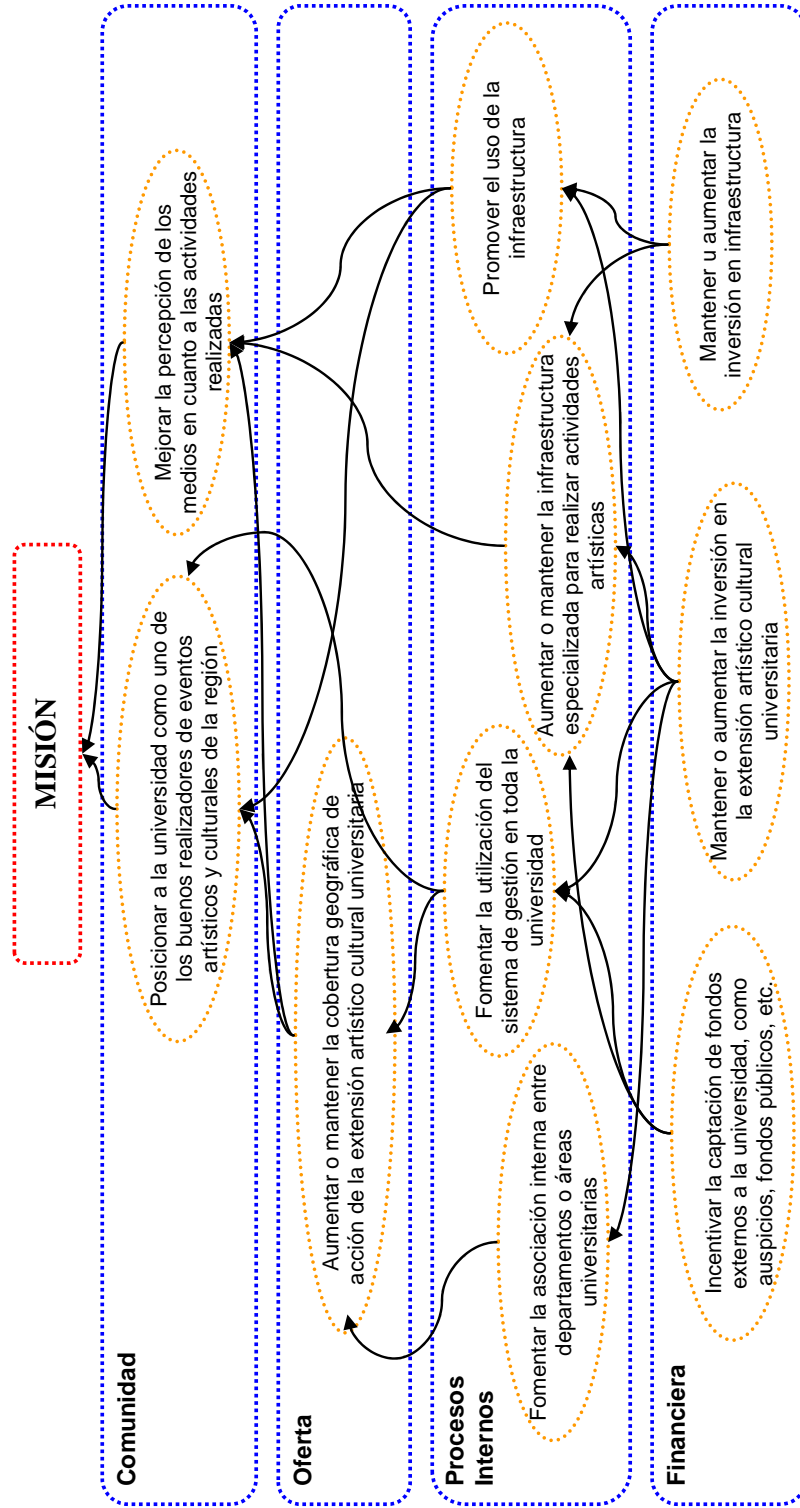 MISIÓN
Comunidad
Posicionar a la universidad como uno de
los buenos realizadores de eventos
artísticos y culturales de la región
Mejorar la percepción de los
medios en cuanto a las actividades
realizadas
Oferta
Aumentar o mantener la cobertura geográfica de
acción de la extensión artístico cultural universitaria
Procesos
Internos
Fomentar la asociación interna entre
departamentos o áreas
universitarias
Fomentar la utilización del
sistema de gestión en toda la
universidad
Aumentar o mantener la infraestructura
especializada para realizar actividades
artísticas
Promover el uso de la
infraestructura
Financiera
Incentivar la captación de fondos
externos a la universidad, como
auspicios, fondos públicos, etc.
Mantener o aumentar la inversión en
la extensión artístico cultural
universitaria
Mantener u aumentar la
inversión en infraestructura